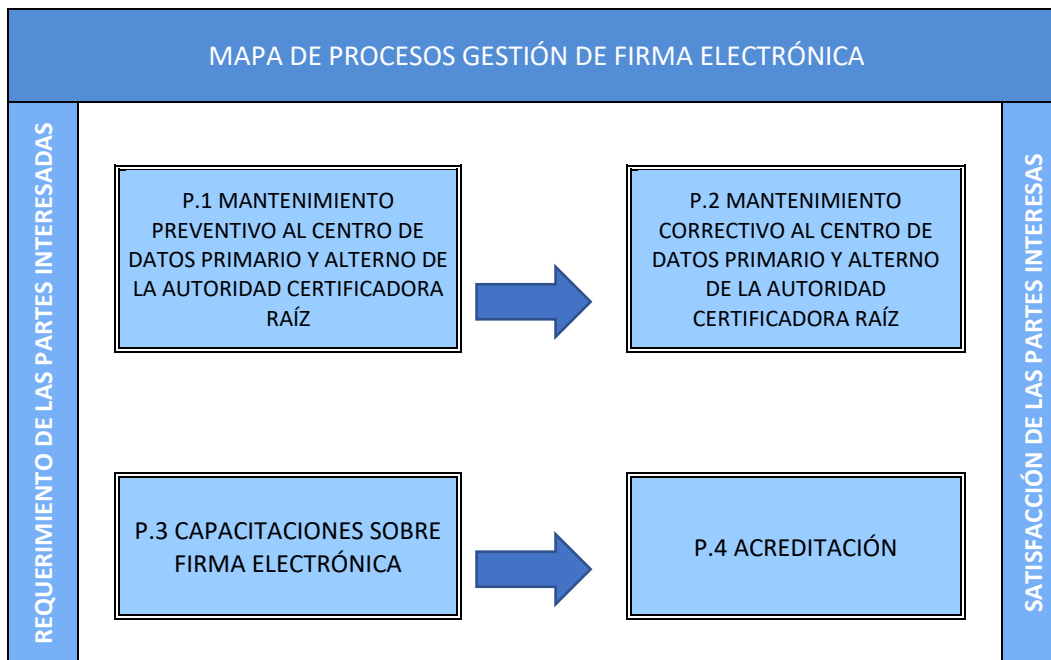 MAPA DE PROCESOS GESTIÓN DE FIRMA ELECTRÓNICA
REQUERIMIENTO DE LAS PARTES INTERESADAS
P.1 MANTENIMIENTO
PREVENTIVO AL CENTRO DE
DATOS PRIMARIO Y ALTERNO DE
LA AUTORIDAD CERTIFICADORA
RAÍZ
P.2 MANTENIMIENTO
CORRECTIVO AL CENTRO DE
DATOS PRIMARIO Y ALTERNO
DE LA AUTORIDAD
CERTIFICADORA RAÍZ
P.3 CAPACITACIONES SOBRE
FIRMA ELECTRÓNICA
P.4 ACREDITACIÓN
SATISFACCIÓN DE LAS PARTES INTERESAS